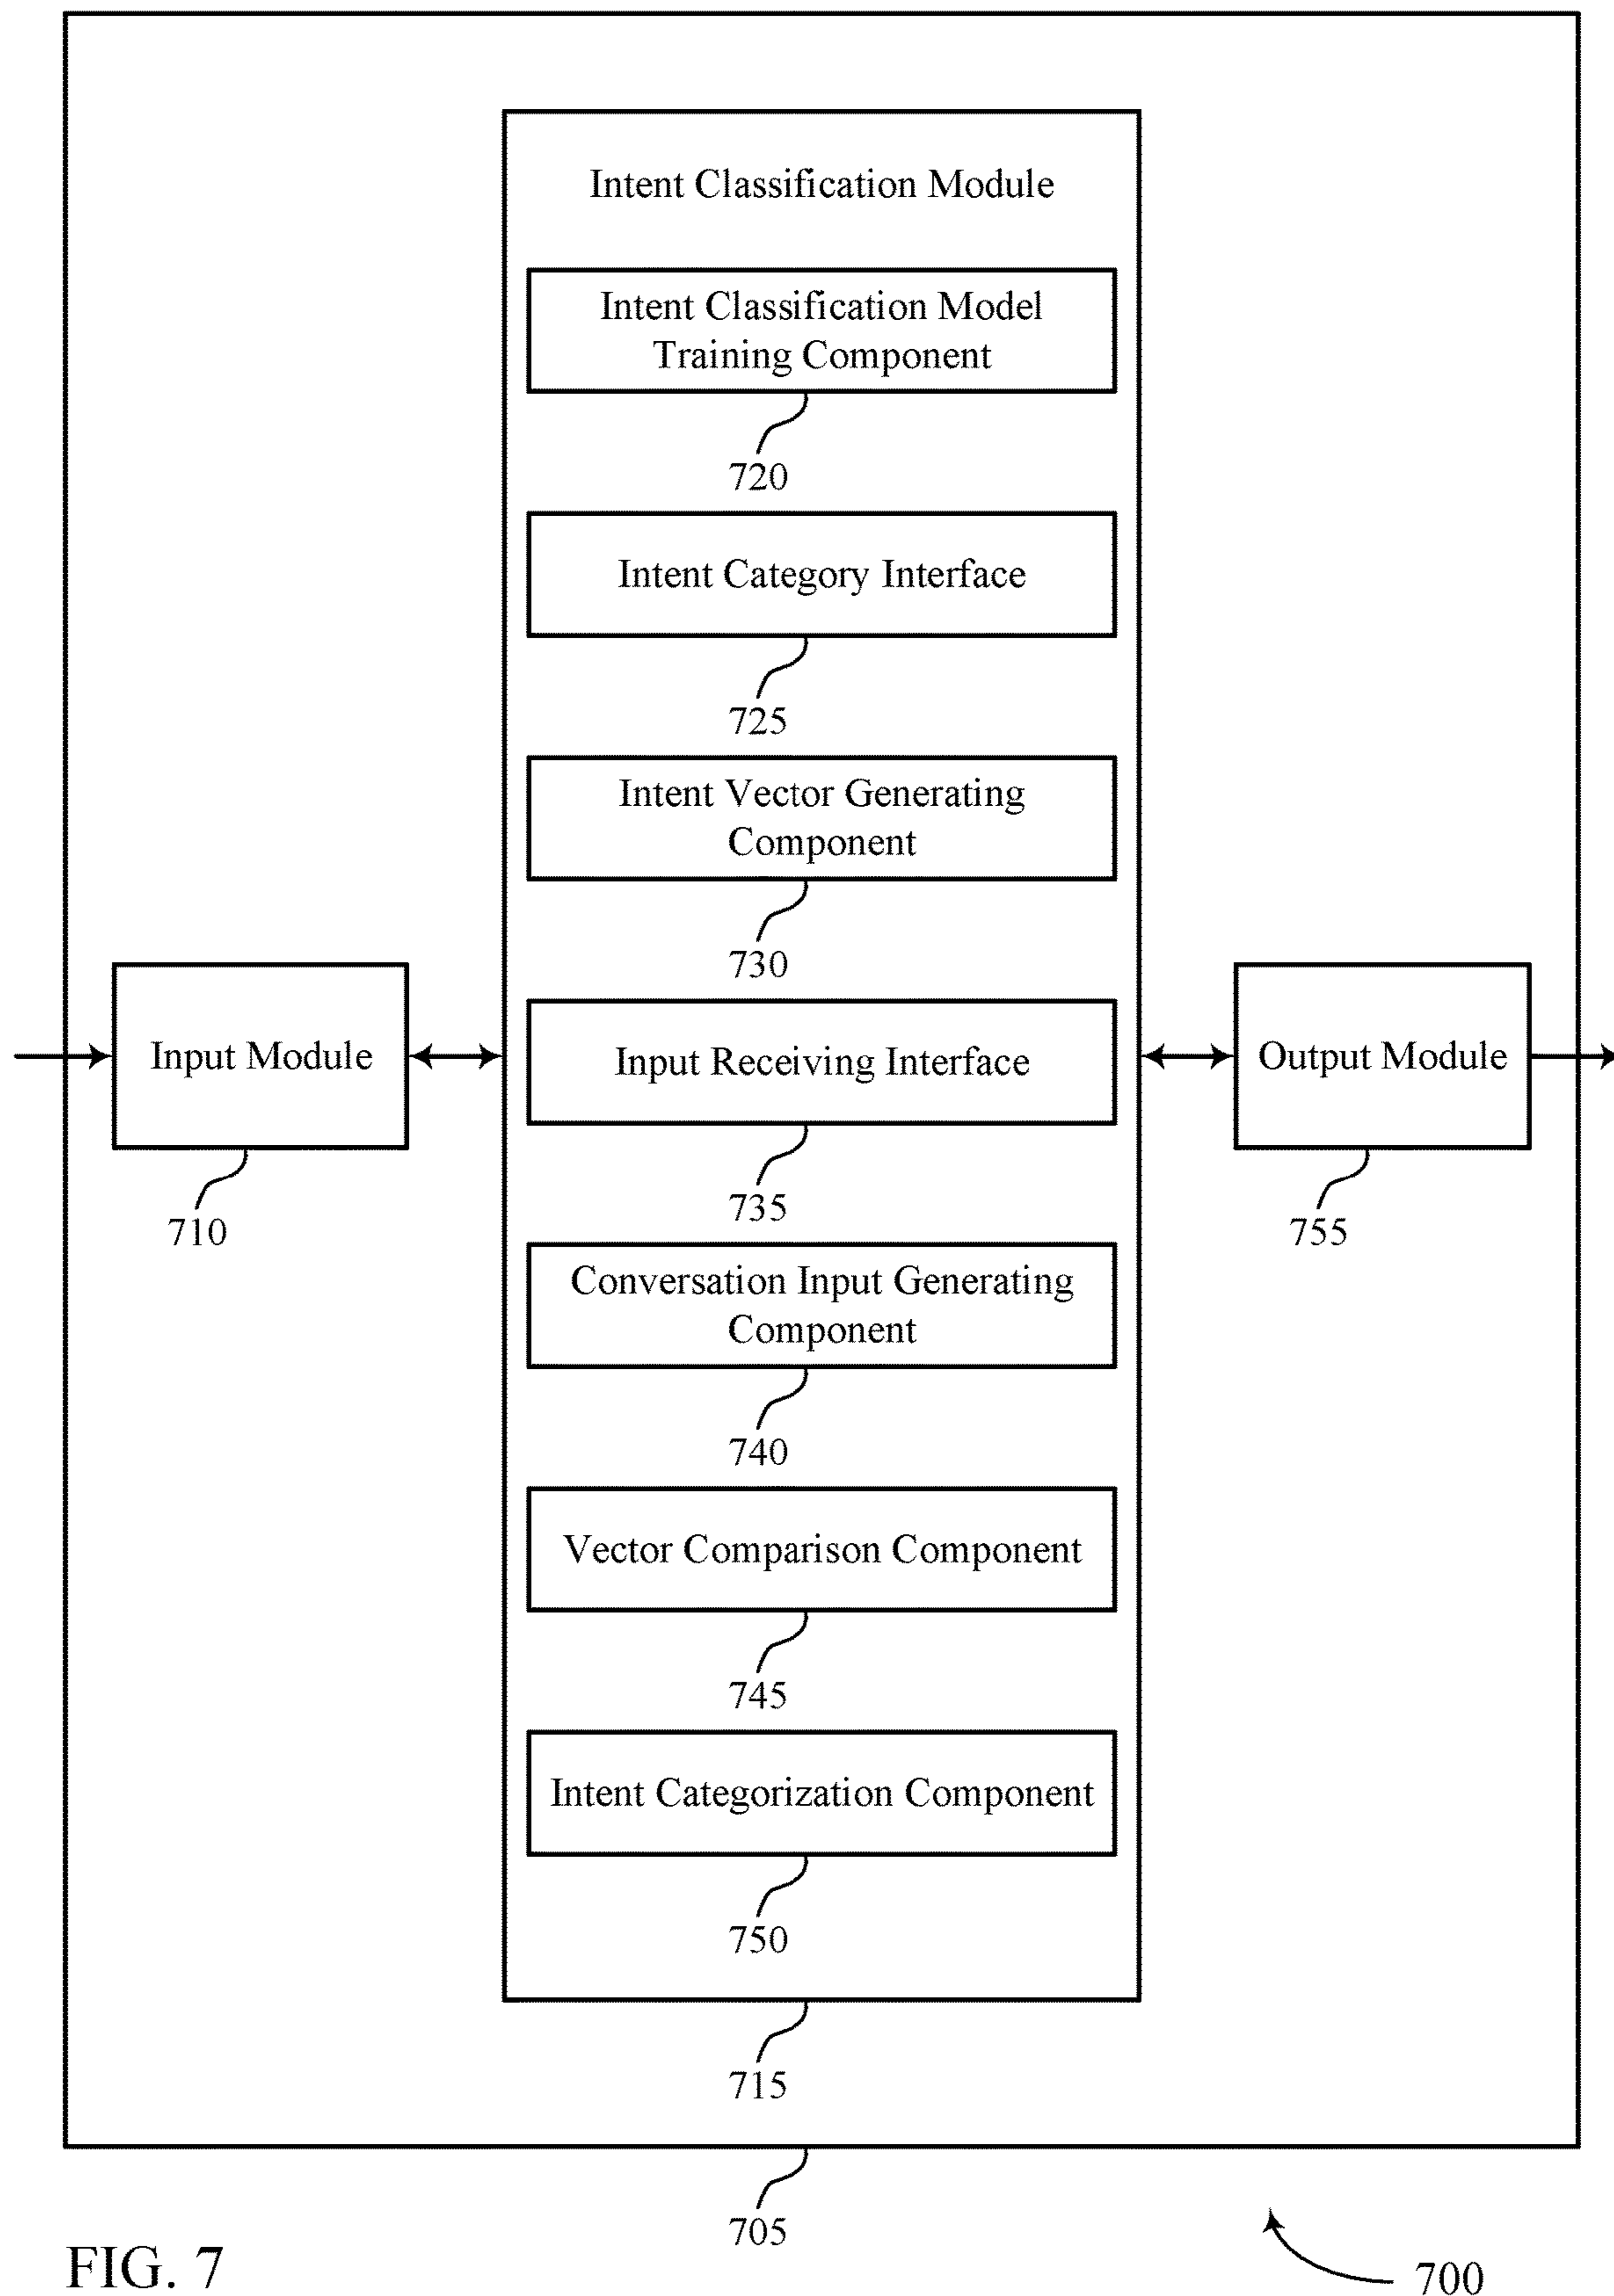 Intent Classification Module
Intent Classification Model
Training Component
720
Intent Category Interface
725
Intent Vector Generating
Component
730
Input Module
710
Input Receiving Interface
735
Output Module
755
Conversation Input Generating
Component
740
Vector Comparison Component
745
Intent Categorization Component
750
715
705
FIG. 7
700